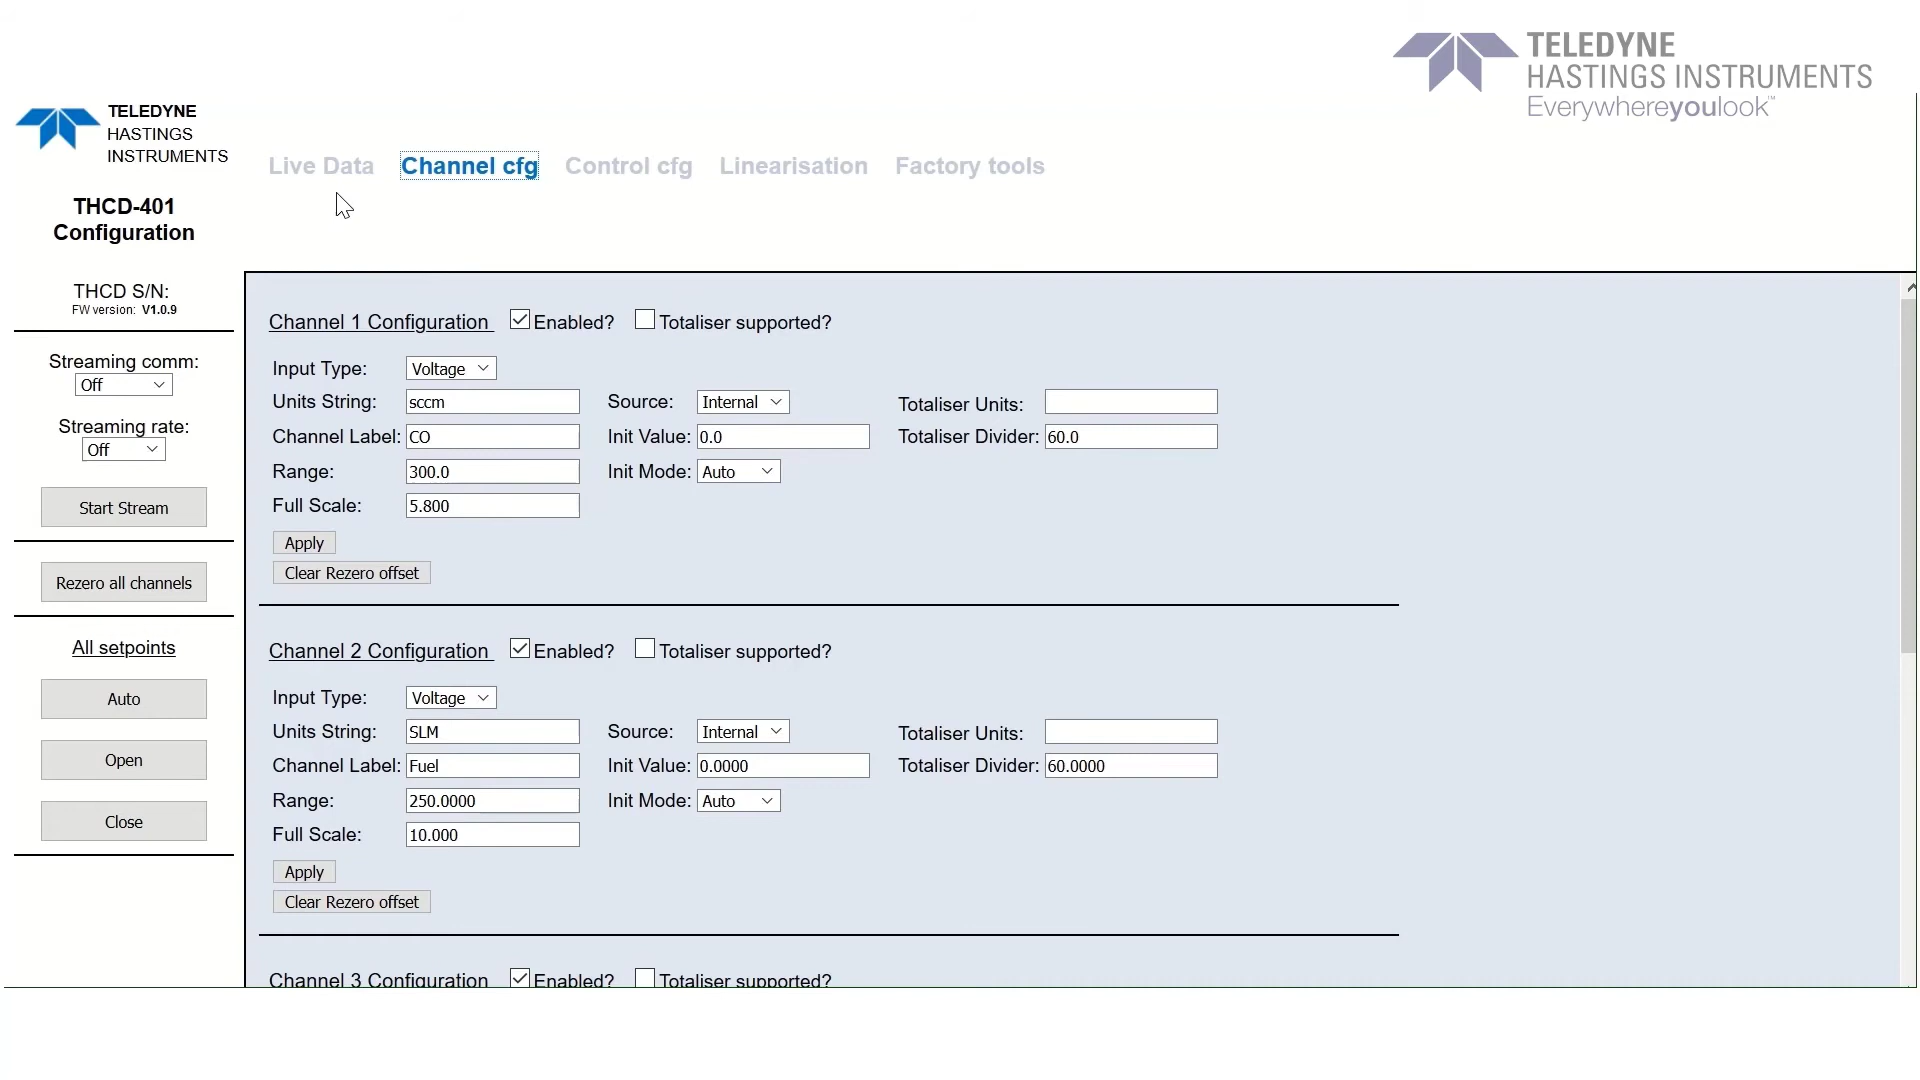 TELEDYNE
HASTINGS INSTRUMENTS
Everywhereyoulook™
TELEDYNE
HASTINGS
INSTRUMENTS
Live Data Channel cfg Control cfg Linearisation Factory tools
THCD-401
Configuration
THCD S/N:
FW version: V1.0.9
Streaming comm:
Off
Streaming rate:
Off
Start Stream
Rezero all channels
All setpoints
Auto
Open
Close
Channel 1 Configuration Enabled? Totaliser supported?
Input Type: Voltage
Units String: sccm Source: Internal Totaliser Units:
Channel Label: CO Init Value: 0.0 Totaliser Divider: 60.0
Range: 300.0 Init Mode: Auto
Full Scale: 5.800
Apply
Clear Rezero offset
Channel 2 Configuration Enabled? Totaliser supported?
Input Type: Voltage
Units String: SLM Source: Internal Totaliser Units:
Channel Label: Fuel Init Value: 0.0000 Totaliser Divider: 60.0000
Range: 250.0000 Init Mode: Auto
Full Scale: 10.000
Apply
Clear Rezero offset
Channel 3 Configuration Enabled? Totaliser supported?